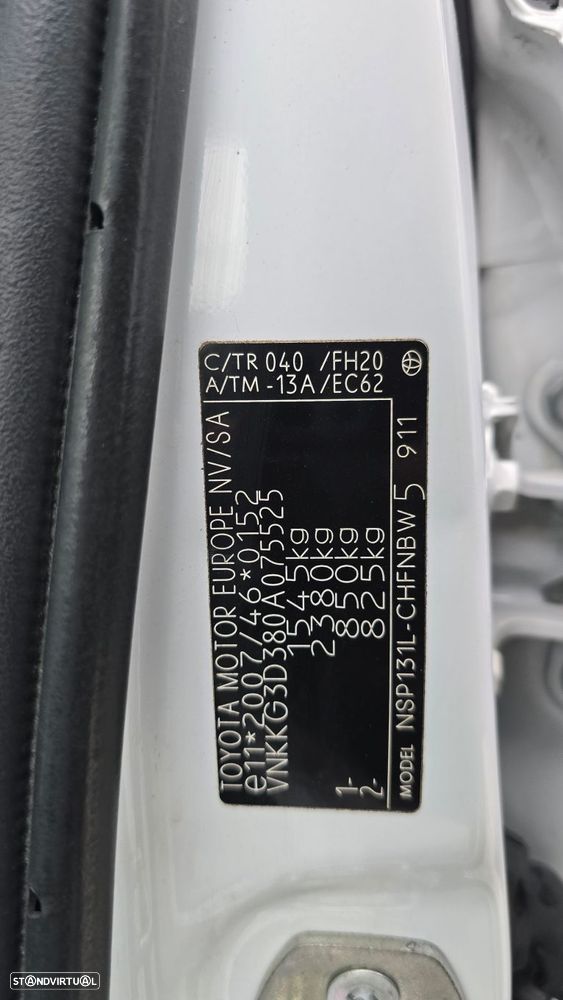 C/TR 040 /FH20
A/TM -13A /EC62
TOYOTA MOTOR EUROPE NV/SA
e11*2007/46*0152
VNKKG3D380A075525
1545kg
2380kg
1- 850kg
2- 825kg
MODEL NSP131L-CHFNBW 5 911
STANDVIRTUAL